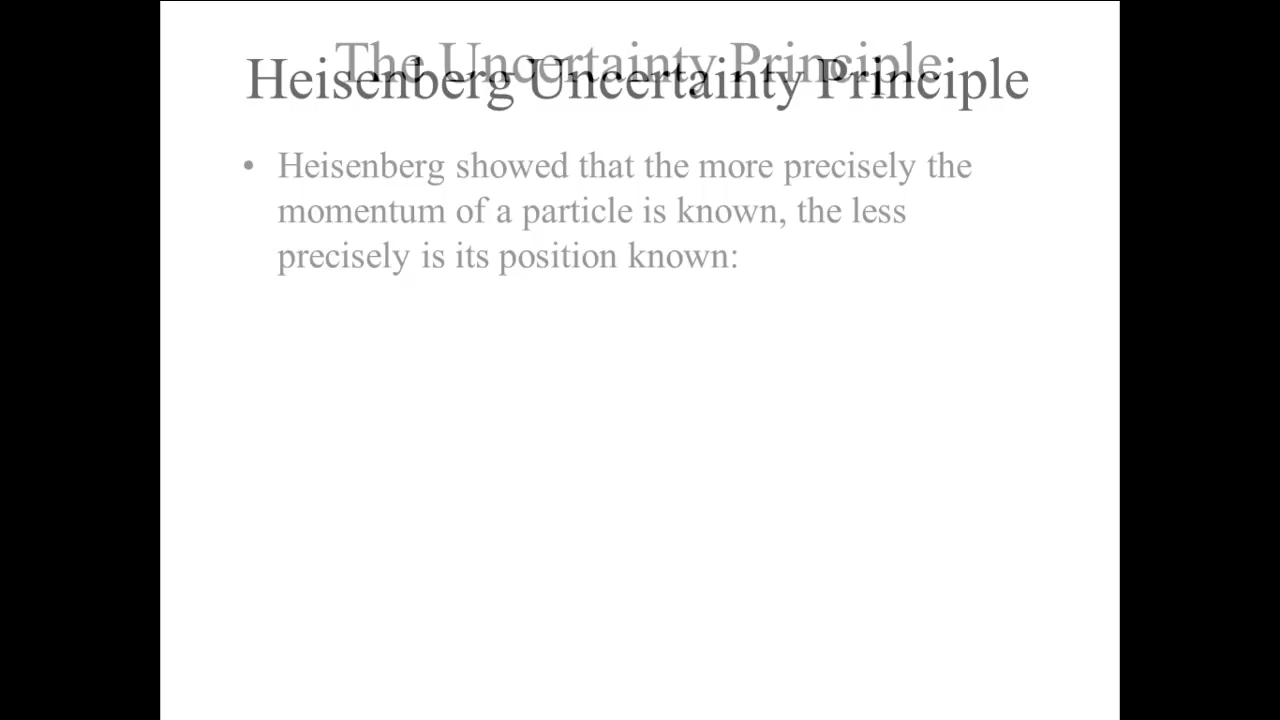 The Uncertainty Principle
Heisenberg Uncertainty Principle
• Heisenberg showed that the more precisely the
momentum of a particle is known, the less
precisely is its position known: